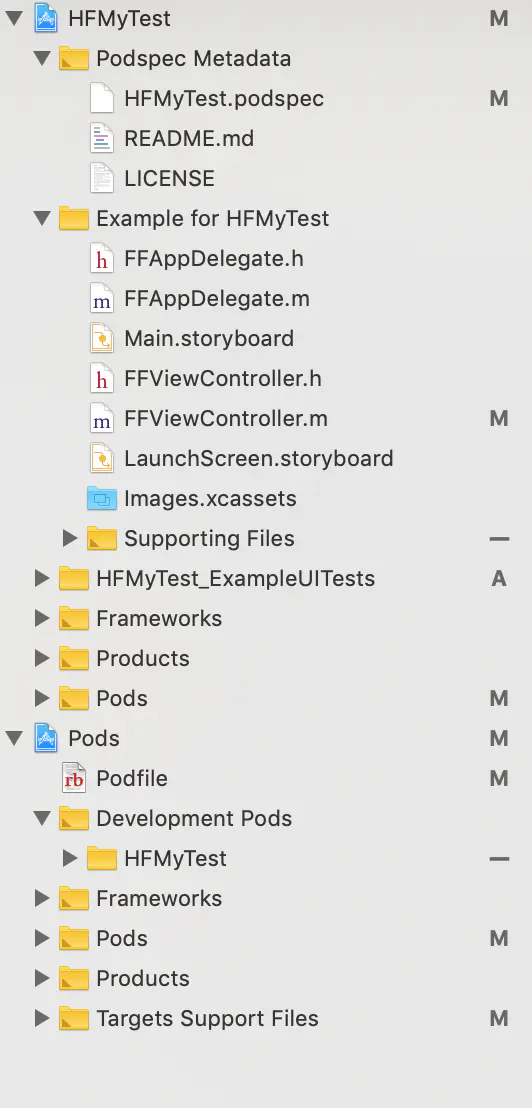 HFMyTest M
Podspec Metadata
HFMyTest.podspec M
README.md
LICENSE
Example for HFMyTest
h FFAppDelegate.h
m FFAppDelegate.m
Main.storyboard
h FFViewController.h
m FFViewController.m M
LaunchScreen.storyboard
Images.xcassets
Supporting Files —
HFMyTest_ExampleUITests A
Frameworks
Products
Pods M
Pods M
rb Podfile M
Development Pods
HFMyTest —
Frameworks
Pods M
Products
Targets Support Files M